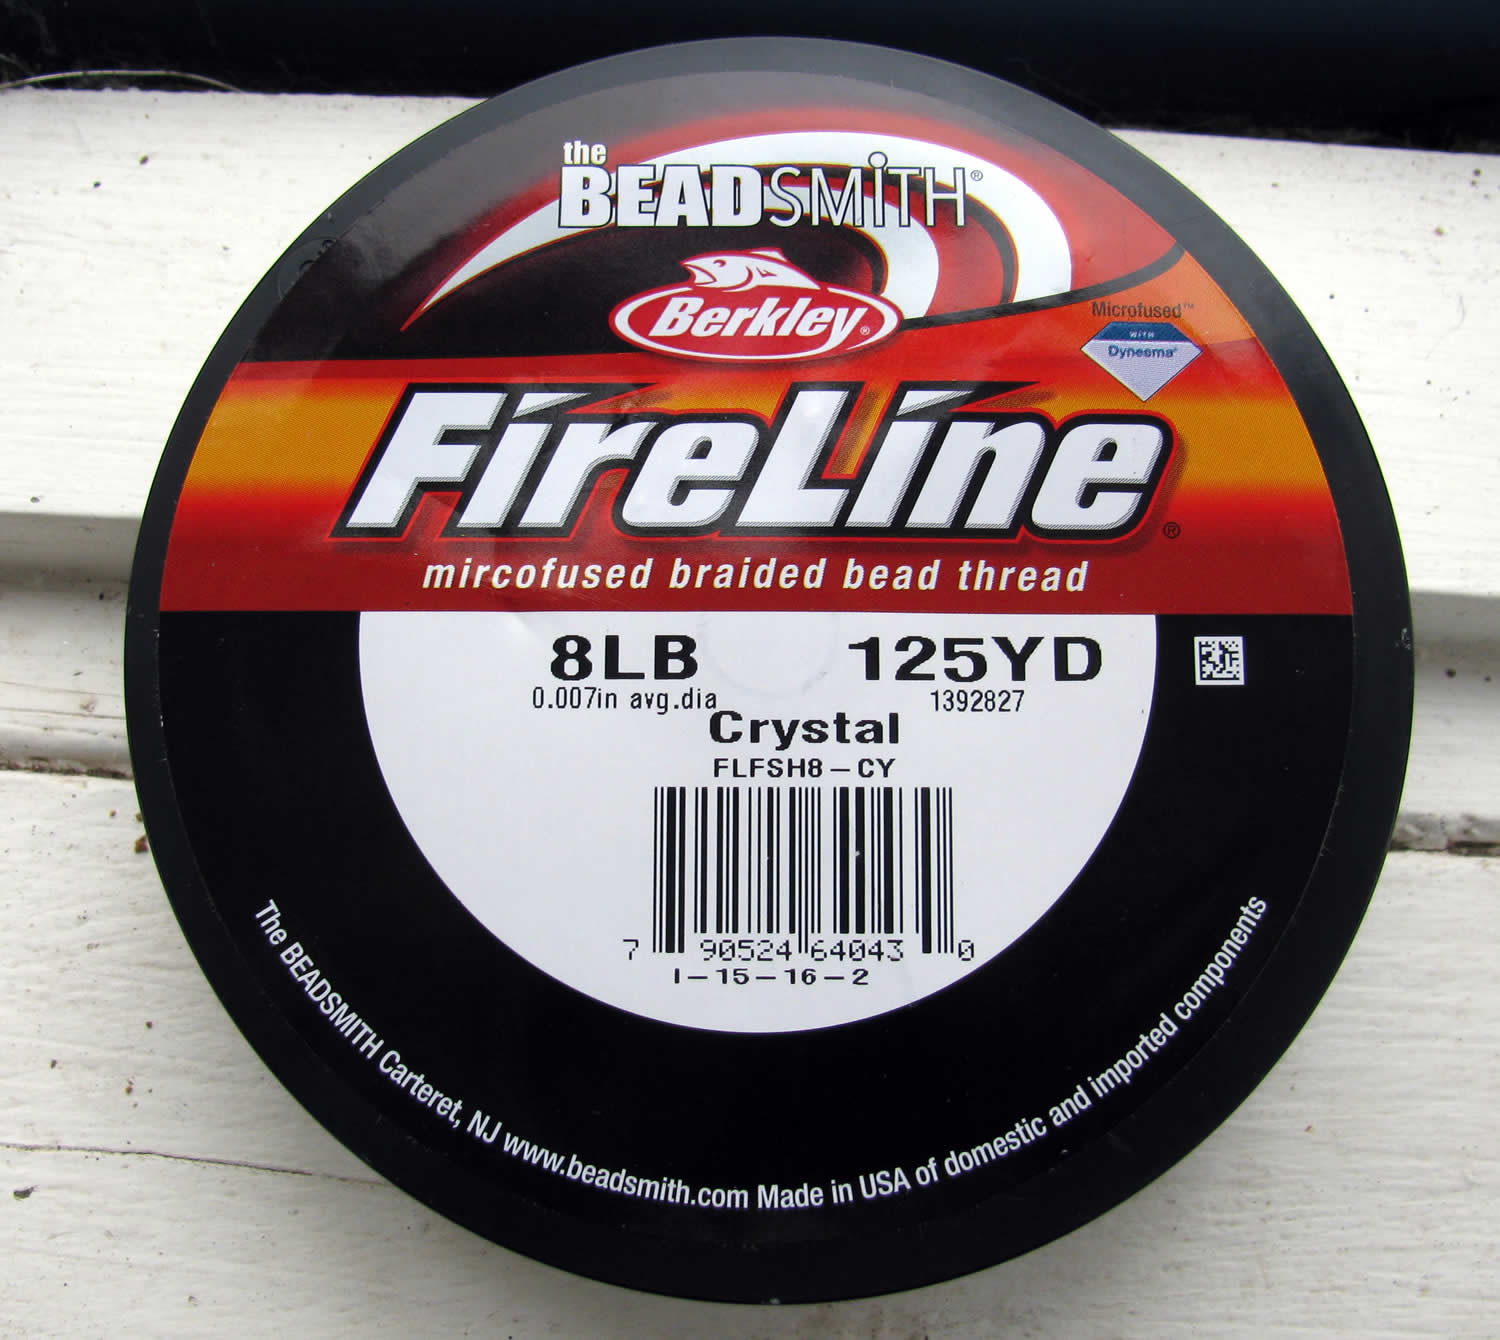 the
BEADSMITH®
Berkley®
Microfused™
WITH
Dyneema®
FireLine®
mircofused braided bead thread
8LB 125YD
0.007in avg.dia 1392827
Crystal
FLFSH8-CY
7 90524 64043 0
I-15-16-2
The BEADSMITH Carteret, NJ www.beadsmith.com Made in USA of domestic and imported components